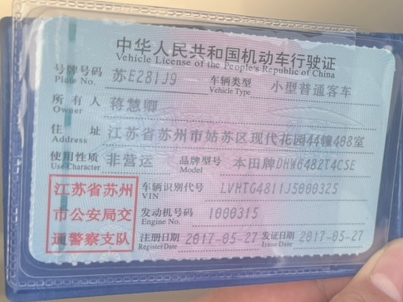 中华人民共和国机动车行驶证
Vehicle License of the People's Republic of China
号牌号码 苏E281J9 车辆类型 小型普通客车
Plate No. Vehicle Type
所有人 蒋慧卿
Owner
住址 江苏省苏州市姑苏区现代花园44幢488室
Address
使用性质 非营运 品牌型号 本田牌DHW6482T4CSE
Use Character Model
江苏省苏州
市公安局交
通警察支队
车辆识别代号 LVHTG4811J5000325
VIN
发动机号码 1000315
Engine No.
注册日期 2017-05-27 发证日期 2017-05-27
Register Date Issue Date